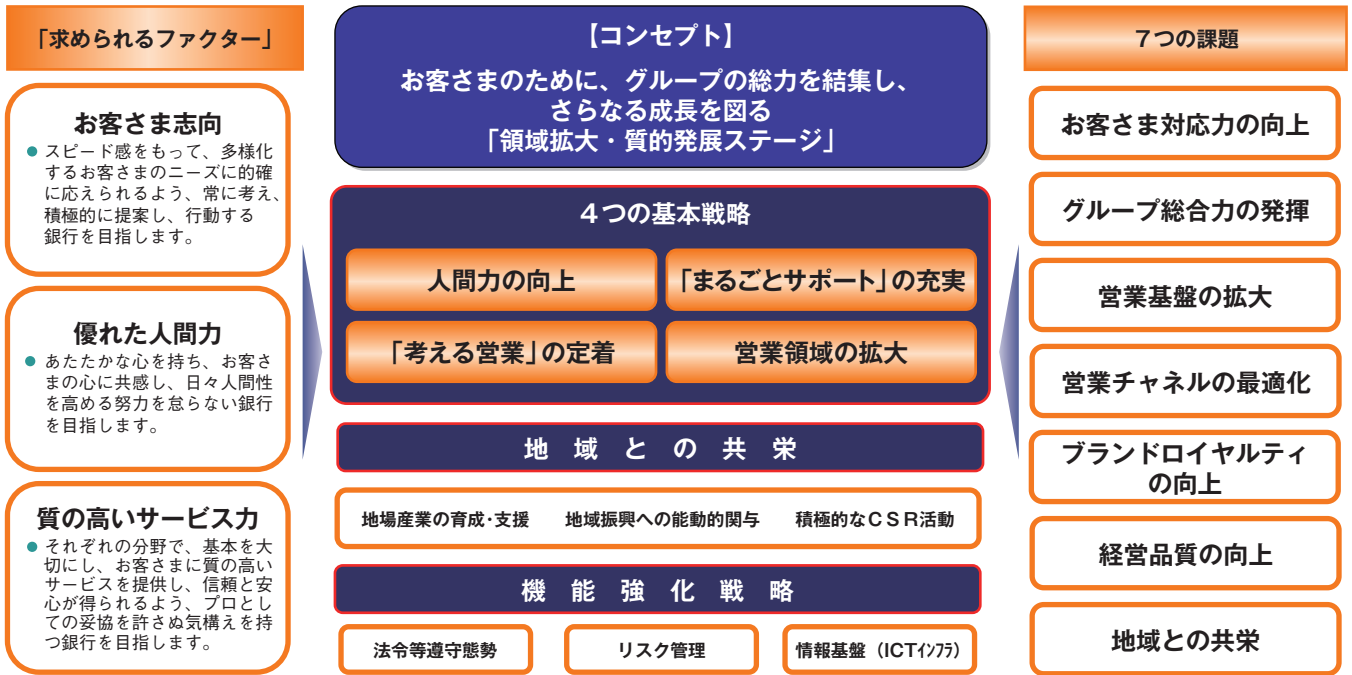 「求められるファクター」
お客さま志向
● スピード感をもって、多様化
するお客さまのニーズに的確
に応えられるよう、常に考え、
積極的に提案し、行動する
銀行を目指します。
優れた人間力
● あたたかな心を持ち、お客さ
まの心に共感し、日々人間性
を高める努力を怠らない銀行
を目指します。
質の高いサービス力
● それぞれの分野で、基本を大
切にし、お客さまに質の高い
サービスを提供し、信頼と安
心が得られるよう、プロとし
ての妥協を許さぬ気構えを持
つ銀行を目指します。
【コンセプト】
お客さまのために、グループの総力を結集し、
さらなる成長を図る
「領域拡大・質的発展ステージ」
4つの基本戦略
人間力の向上
「まるごとサポート」の充実
「考える営業」の定着
営業領域の拡大
地域との共栄
地場産業の育成・支援 地域振興への能動的関与 積極的なCSR活動
機能強化戦略
法令等遵守態勢
リスク管理
情報基盤（ICTインフラ）
7つの課題
お客さま対応力の向上
グループ総合力の発揮
営業基盤の拡大
営業チャネルの最適化
ブランドロイヤルティ
の向上
経営品質の向上
地域との共栄